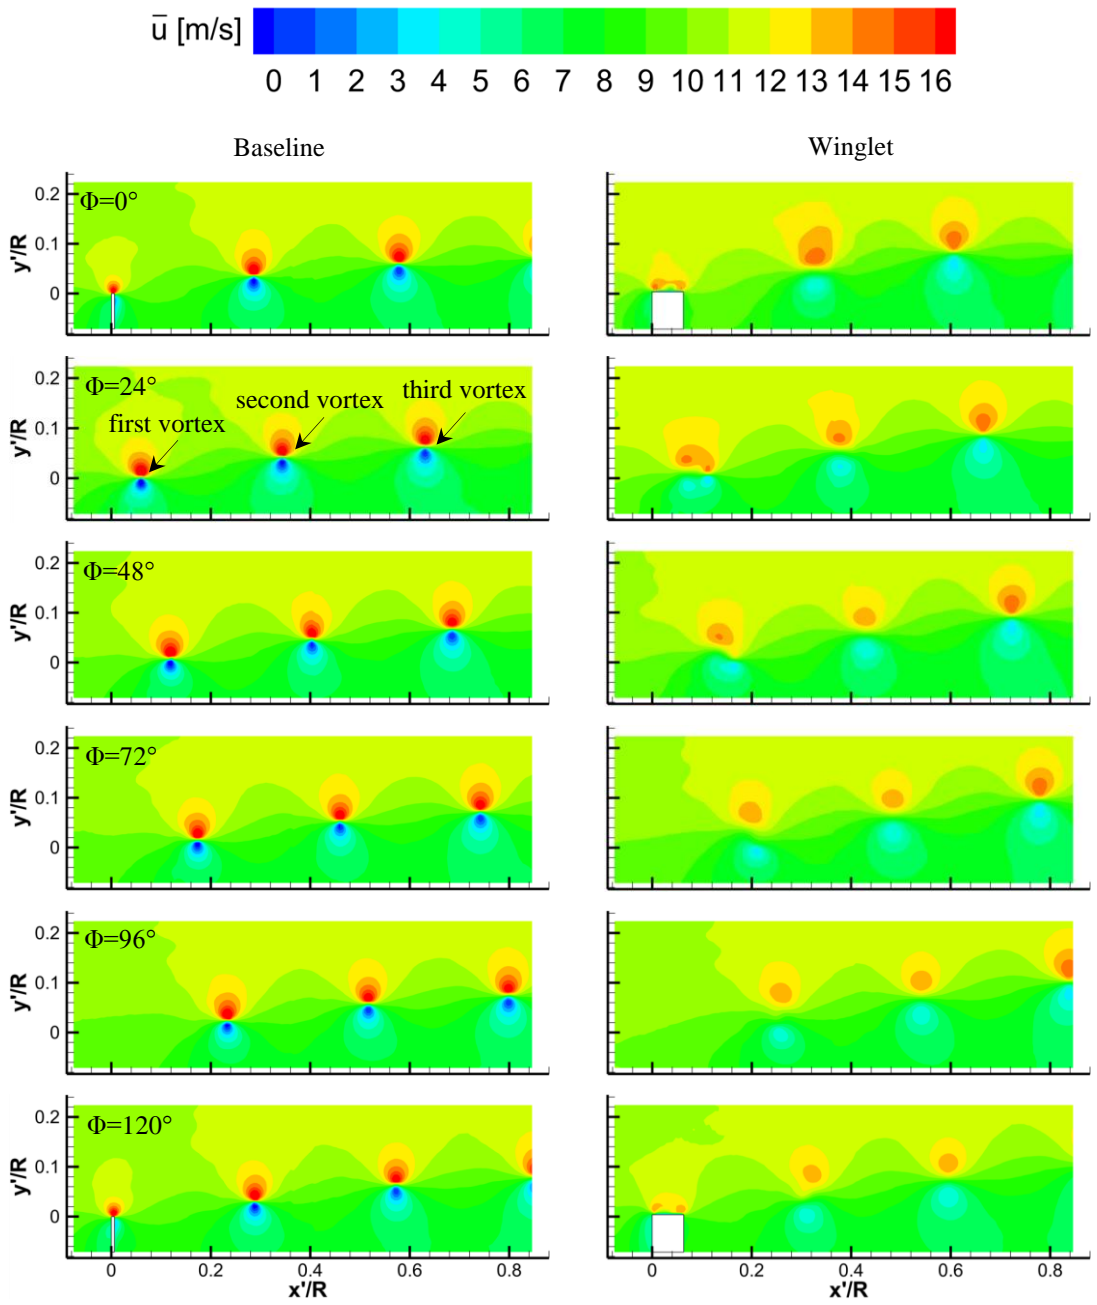 u̅ [m/s]
0 1 2 3 4 5 6 7 8 9 10 11 12 13 14 15 16
Baseline
Winglet
Φ=0°
y'/R
0.2
0.1
0
Φ=24°
first vortex
second vortex
third vortex
y'/R
0.2
0.1
0
Φ=48°
y'/R
0.2
0.1
0
Φ=72°
y'/R
0.2
0.1
0
Φ=96°
y'/R
0.2
0.1
0
Φ=120°
y'/R
0.2
0.1
0
0 0.2 0.4 0.6 0.8
x'/R
0 0.2 0.4 0.6 0.8
x'/R